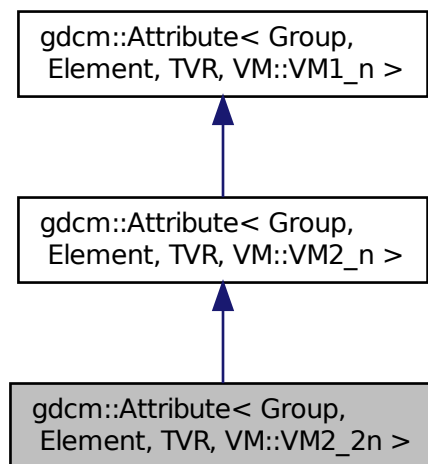 gdcm::Attribute< Group,
Element, TVR, VM::VM1_n >
gdcm::Attribute< Group,
Element, TVR, VM::VM2_n >
gdcm::Attribute< Group,
Element, TVR, VM::VM2_2n >